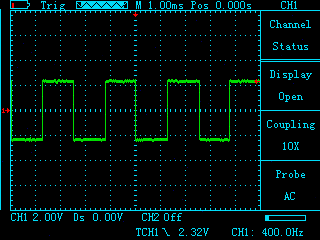 Trig M 1.00ms Pos 0.000s CH1
Channel
Status
Display
Open
Coupling
10X
Probe
AC
1
CH1 2.00V Ds 0.00V CH2 Off
TCH1 2.32V CH1: 400.0Hz